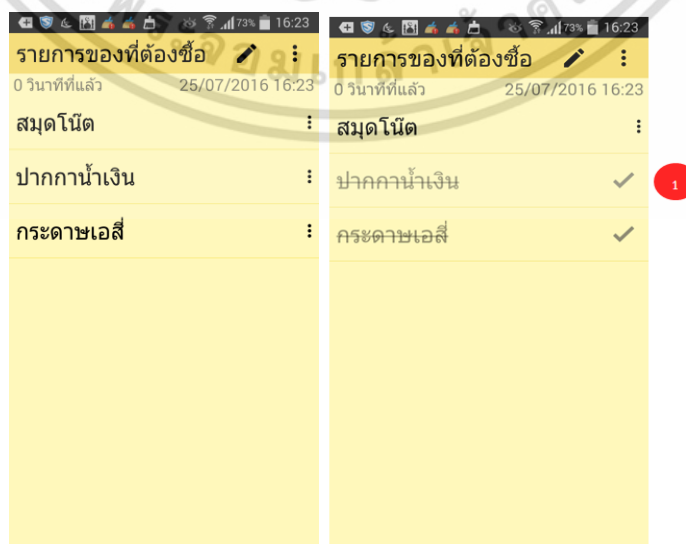 73% 16:23
รายการของที่ต้องซื้อ
0 วินาทีที่แล้ว 25/07/2016 16:23
สมุดโน๊ต
ปากกาน้ำเงิน
กระดาษเอสี่
73% 16:23
รายการของที่ต้องซื้อ
0 วินาทีที่แล้ว 25/07/2016 16:23
สมุดโน๊ต
ปากกาน้ำเงิน
กระดาษเอสี่
1